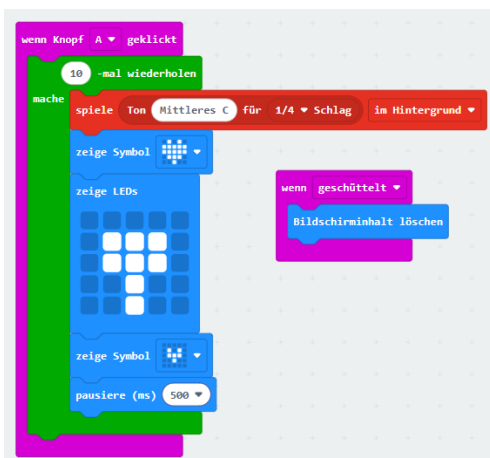 wenn Knopf A geklickt
10 -mal wiederholen
mache
spiele Ton Mittleres C für 1/4 Schlag im Hintergrund
zeige Symbol
zeige LEDs
zeige Symbol
pausiere (ms) 500
wenn geschüttelt
Bildschirminhalt löschen